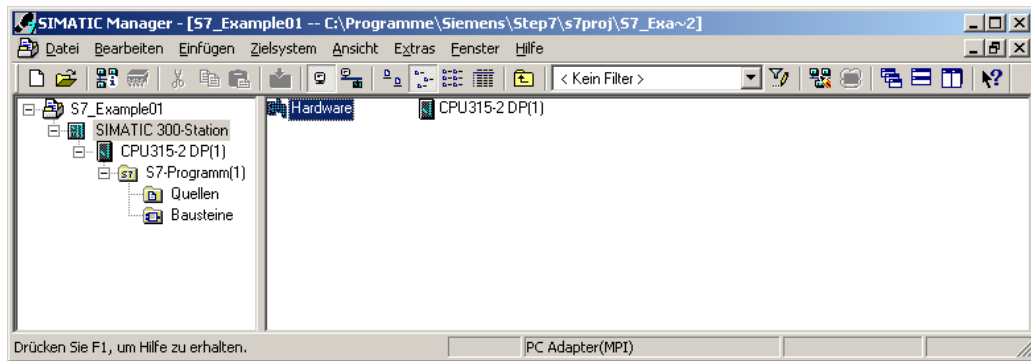 SIMATIC Manager - [S7_Example01 -- C:\Programme\Siemens\Step7\s7proj\S7_Exa~2]
Datei Bearbeiten Einfügen Zielsystem Ansicht Extras Fenster Hilfe
< Kein Filter >
S7_Example01
SIMATIC 300-Station
CPU315-2 DP(1)
S7-Programm(1)
Quellen
Bausteine
Hardware CPU315-2 DP(1)
Drücken Sie F1, um Hilfe zu erhalten. PC Adapter(MPI)